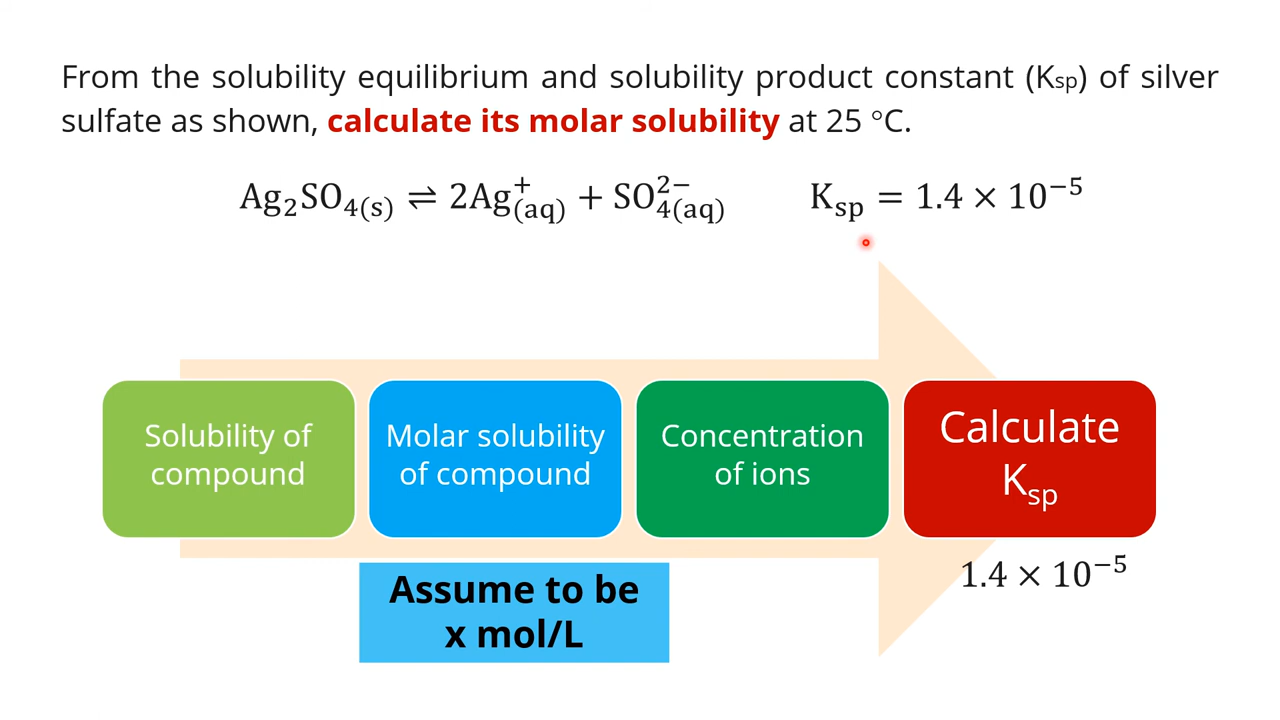 From the solubility equilibrium and solubility product constant (Ksp) of silver
sulfate as shown, calculate its molar solubility at 25 °C.
Ag₂SO₄(s) ⇌ 2Ag⁺(aq) + SO₄²⁻(aq) Ksp = 1.4 × 10⁻⁵
Solubility of
compound
Molar solubility
of compound
Concentration
of ions
Calculate
Ksp
Assume to be
x mol/L
1.4 × 10⁻⁵